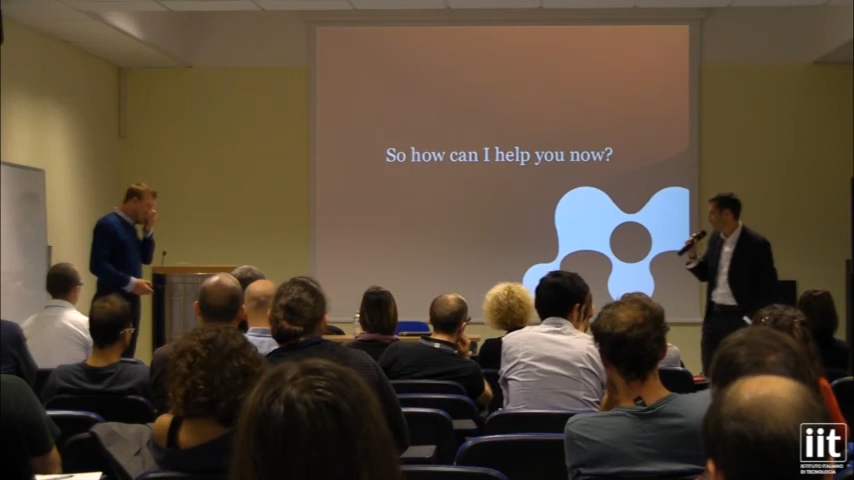 So how can I help you now?
iit
ISTITUTO ITALIANO
DI TECNOLOGIA